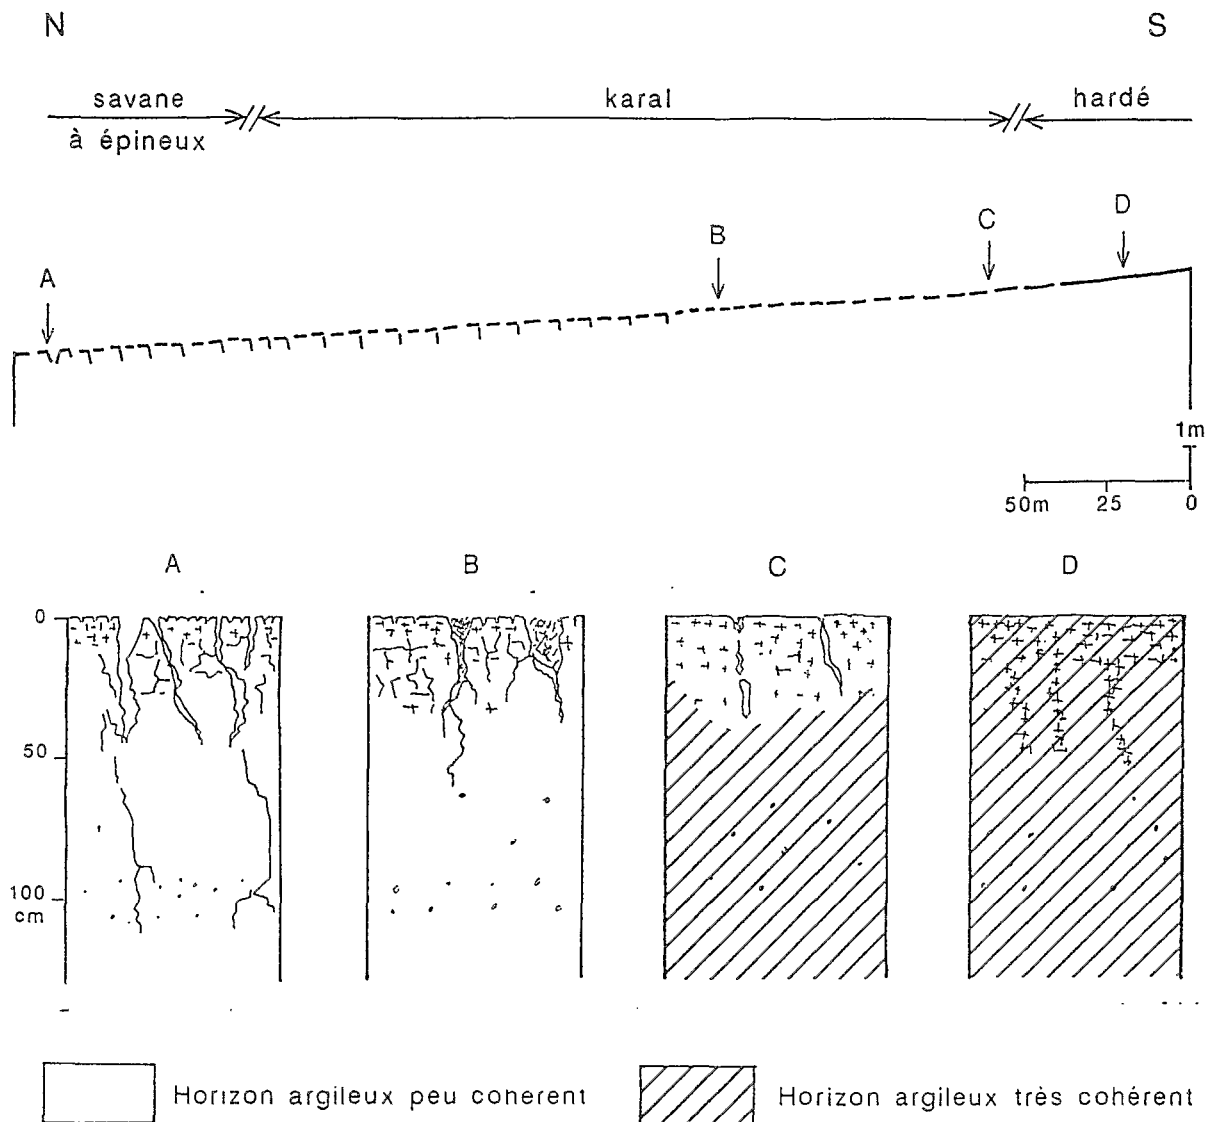 N S
savane karal hardé
à épineux
A B C D
1m
50m 25 0
A B C D
0
50
100
cm
Horizon argileux peu coherent
Horizon argileux très cohérent